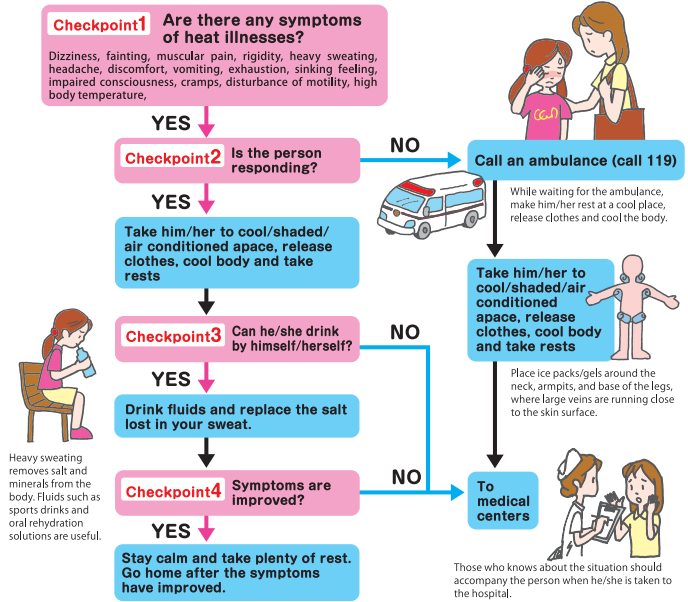 Checkpoint1 Are there any symptoms
of heat illnesses?
Dizziness, fainting, muscular pain, rigidity, heavy sweating,
headache, discomfort, vomiting, exhaustion, sinking feeling,
impaired consciousness, cramps, disturbance of motility, high
body temperature,
YES
Checkpoint2 Is the person
responding?
NO
Call an ambulance (call 119)
While waiting for the ambulance,
make him/her rest at a cool place,
release clothes and cool the body.
YES
Take him/her to cool/shaded/
air conditioned apace, release
clothes, cool body and take
rests
Take him/her to
cool/shaded/air
conditioned
apace, release
clothes, cool body
and take rests
Place ice packs/gels around the
neck, armpits, and base of the legs,
where large veins are running close
to the skin surface.
Checkpoint3 Can he/she drink
by himself/herself?
NO
YES
Drink fluids and replace the salt
lost in your sweat.
Heavy sweating
removes salt and
minerals from the
body. Fluids such as
sports drinks and
oral rehydration
solutions are useful.
Checkpoint4 Symptoms are
improved?
NO
To
medical
centers
YES
Stay calm and take plenty of rest.
Go home after the symptoms
have improved.
Those who knows about the situation should
accompany the person when he/she is taken to
the hospital.